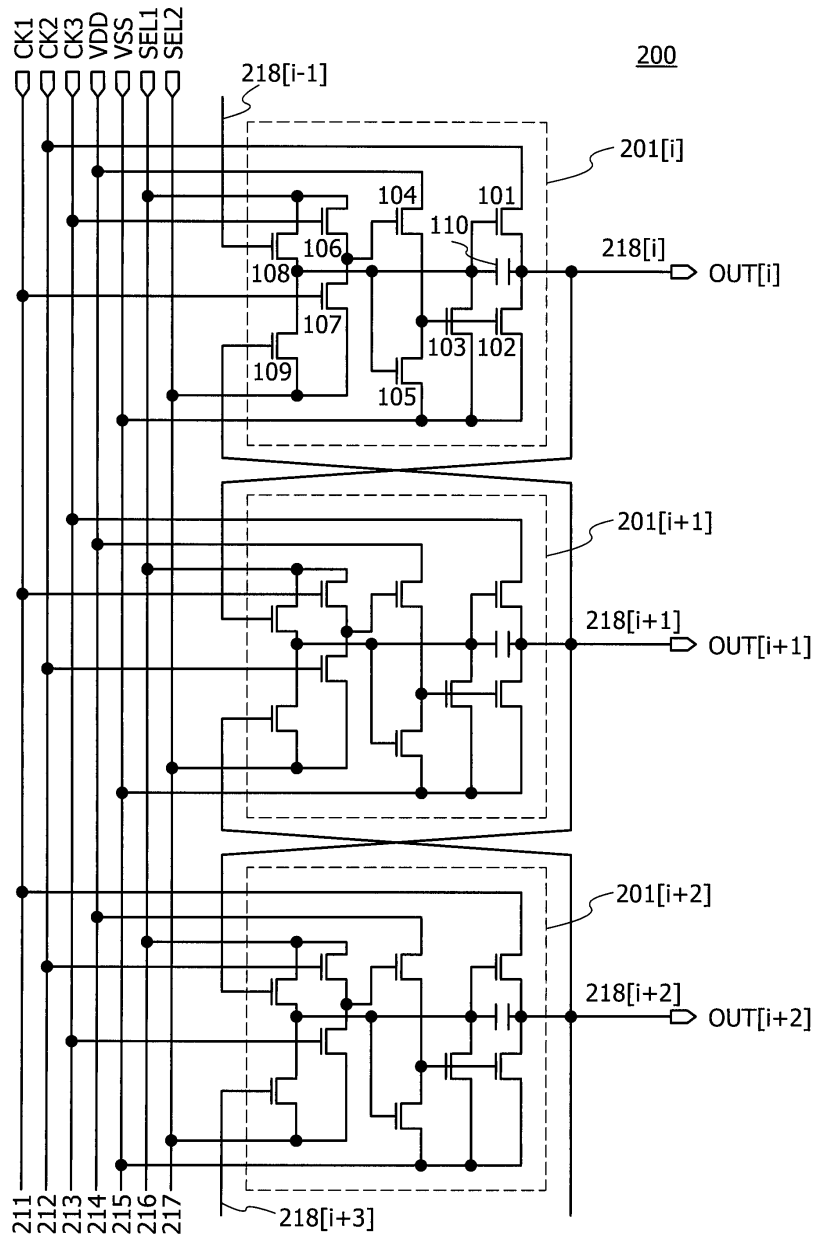 CK1
CK2
CK3
VDD
VSS
SEL1
SEL2
200
218[i-1]
201[i]
104
101
110
106
218[i]
108
OUT[i]
107
103
102
109
105
201[i+1]
218[i+1]
OUT[i+1]
201[i+2]
218[i+2]
OUT[i+2]
211
212
213
214
215
216
217
218[i+3]